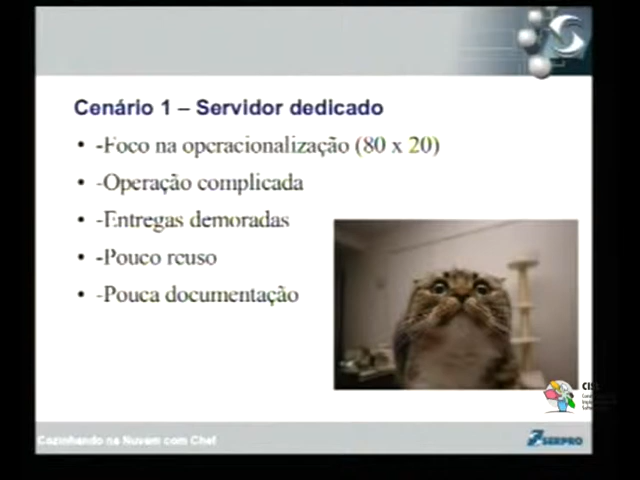 Cenário 1 – Servidor dedicado
• -Foco na operacionalização (80 x 20)
• -Operação complicada
• -Entregas demoradas
• -Pouco reuso
• -Pouca documentação
Cozinhando na Nuvem com Chef
SERPRO